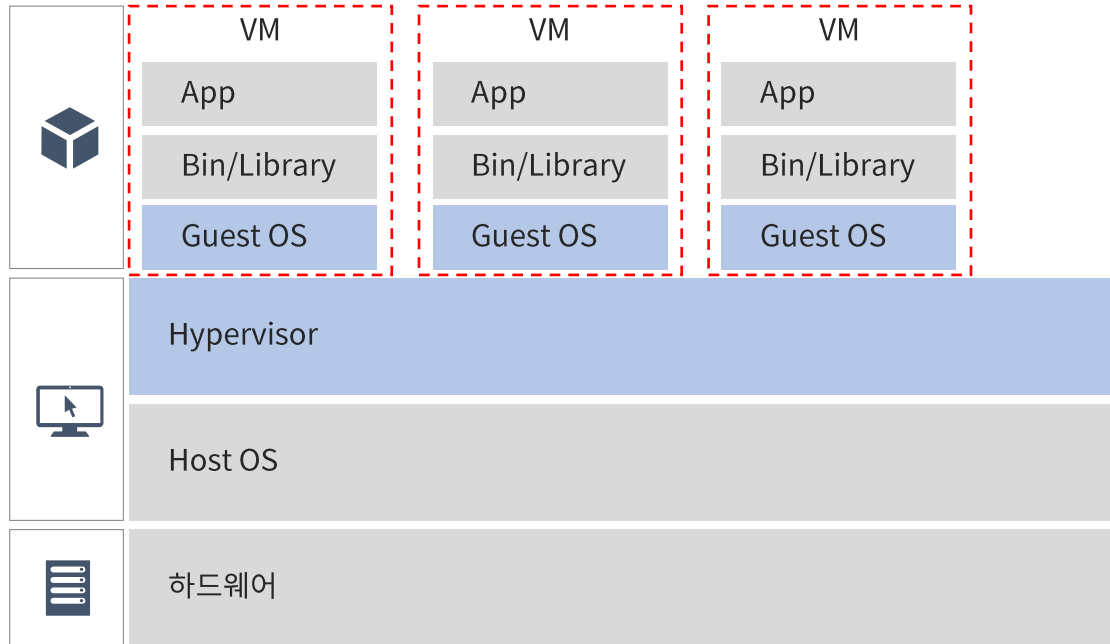 VM
App
Bin/Library
Guest OS
VM
App
Bin/Library
Guest OS
VM
App
Bin/Library
Guest OS
Hypervisor
Host OS
하드웨어